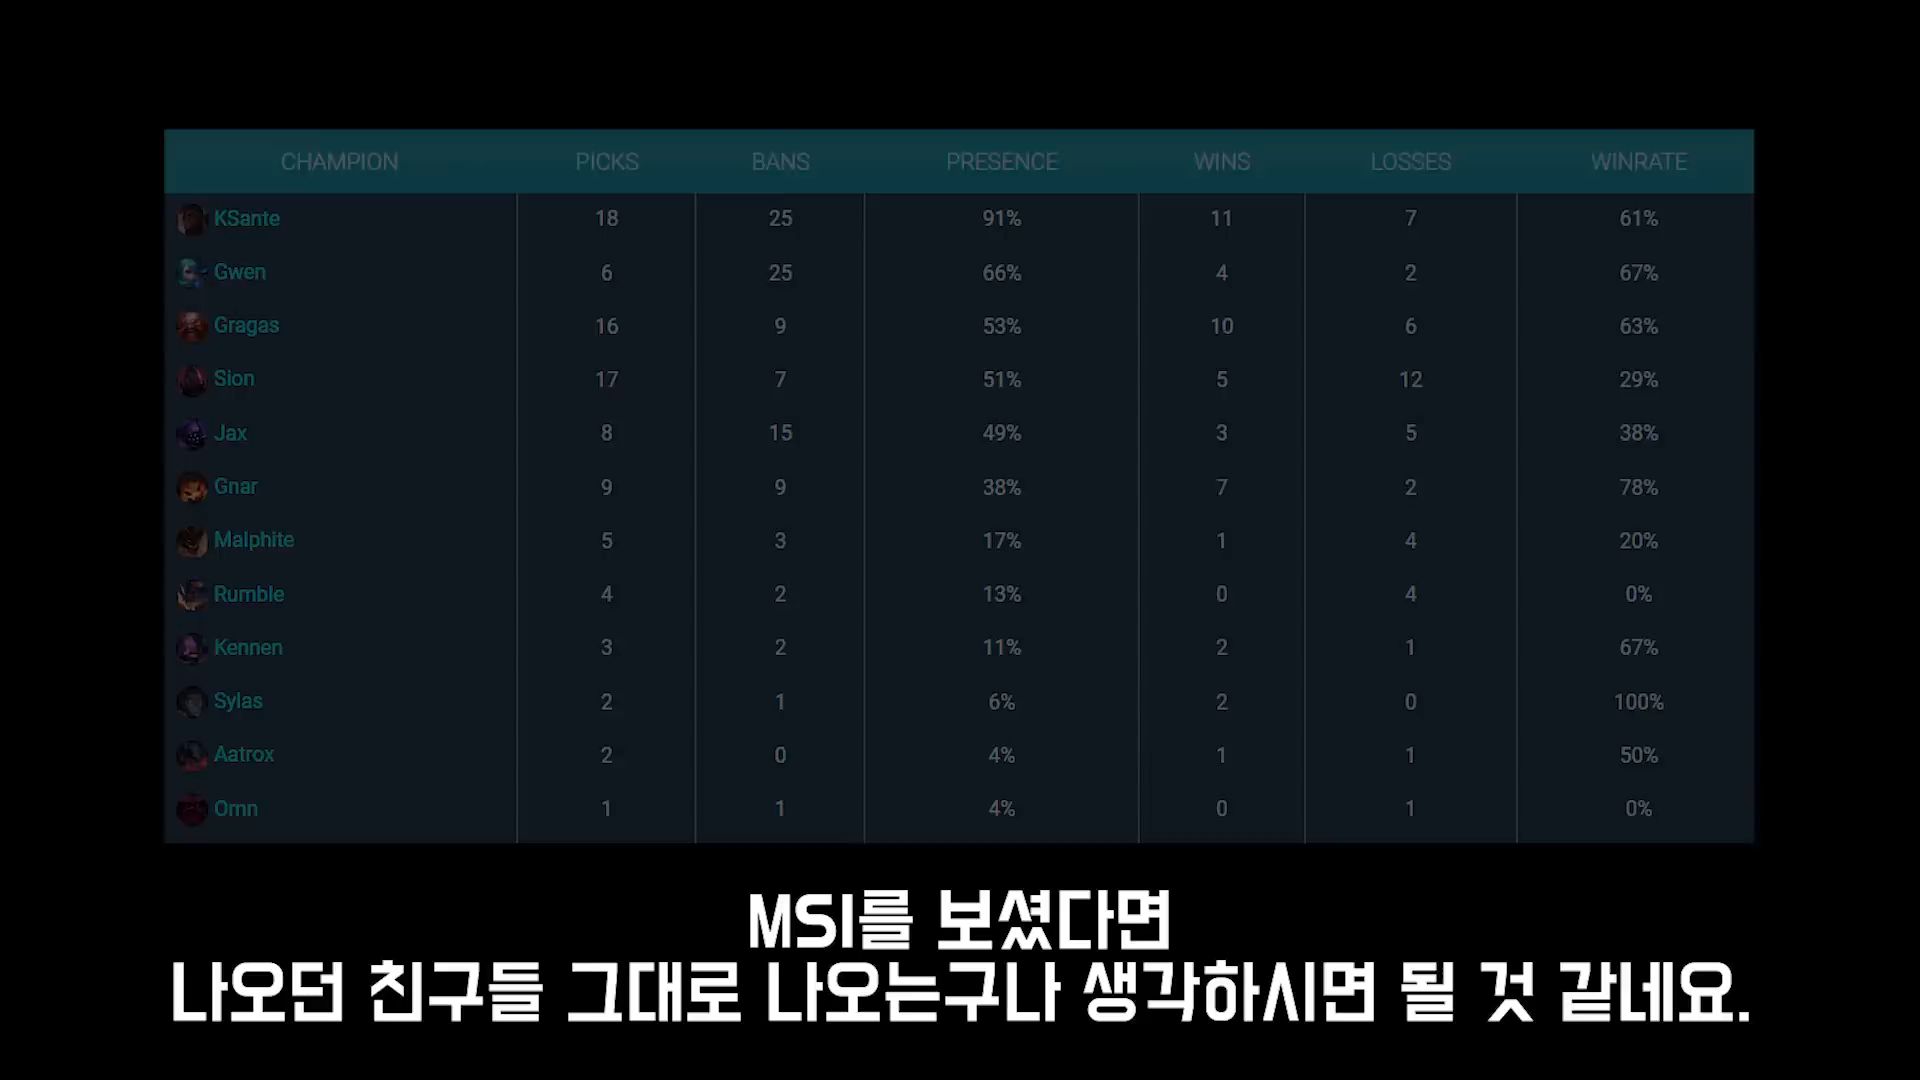 CHAMPION PICKS BANS PRESENCE WINS LOSSES WINRATE
KSante 18 25 91% 11 7 61%
Gwen 6 25 66% 4 2 67%
Gragas 16 9 53% 10 6 63%
Sion 17 7 51% 5 12 29%
Jax 8 15 49% 3 5 38%
Gnar 9 9 38% 7 2 78%
Malphite 5 3 17% 1 4 20%
Rumble 4 2 13% 0 4 0%
Kennen 3 2 11% 2 1 67%
Sylas 2 1 6% 2 0 100%
Aatrox 2 0 4% 1 1 50%
Ornn 1 1 4% 0 1 0%
MSI를 보셨다면
나오던 친구들 그대로 나오는구나 생각하시면 될 것 같네요.